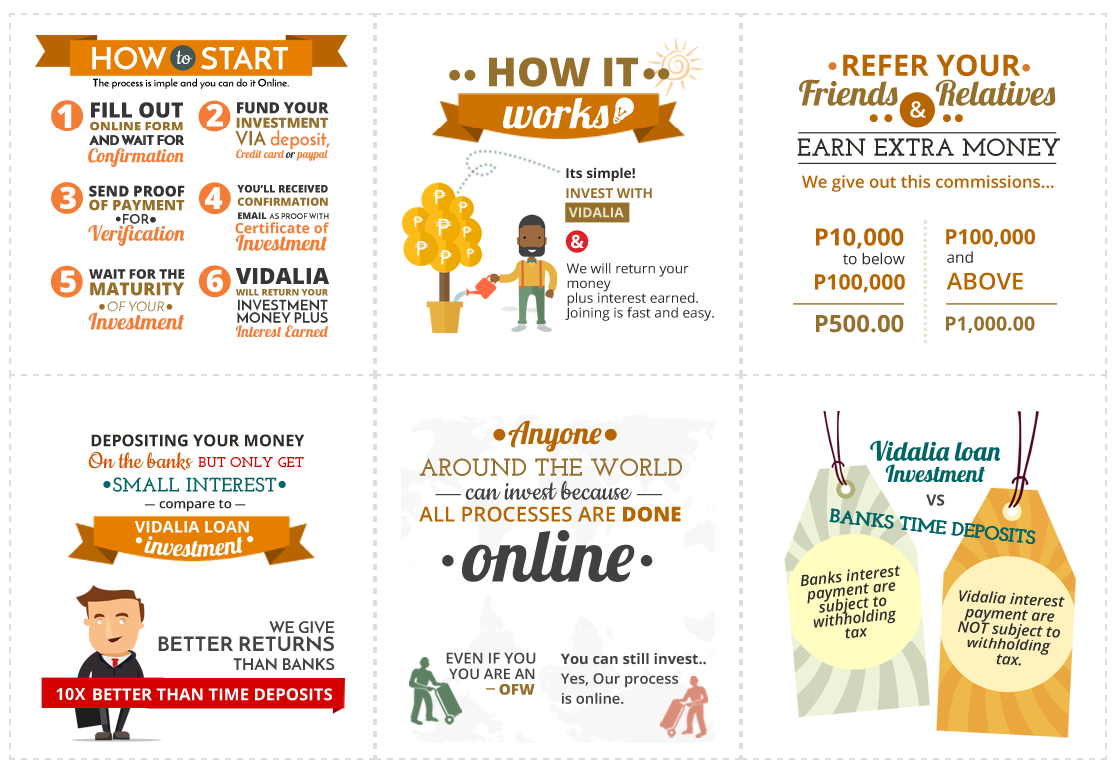 HOW to START
The process is imple and you can do it Online.
1
FILL OUT
ONLINE FORM
AND WAIT FOR
Confirmation
2
FUND YOUR
INVESTMENT
VIA deposit,
Credit card or paypal
3
SEND PROOF
OF PAYMENT
•FOR•
Verification
4
YOU'LL RECEIVED
CONFIRMATION
EMAIL AS PROOF WITH
Certificate of
Investment
5
WAIT FOR THE
MATURITY
•OF YOUR•
Investment
6
VIDALIA
WILL RETURN YOUR
INVESTMENT
MONEY PLUS
Interest Earned
•• HOW IT ••
works
₱
₱ ₱
₱ ₱
₱ ₱
₱
Its simple!
INVEST WITH
VIDALIA
&
We will return your
money
plus interest earned.
Joining is fast and easy.
•REFER YOUR•
Friends & Relatives
EARN EXTRA MONEY
We give out this commissions...
P10,000
to below
P100,000
P500.00
P100,000
and
ABOVE
P1,000.00
DEPOSITING YOUR MONEY
On the banks BUT ONLY GET
•SMALL INTEREST•
— compare to —
VIDALIA LOAN
•investment•
WE GIVE
BETTER RETURNS
THAN BANKS
10X BETTER THAN TIME DEPOSITS
•Anyone•
AROUND THE WORLD
— can invest because —
ALL PROCESSES ARE DONE
•online•
EVEN IF YOU
YOU ARE AN
— OFW
You can still invest..
Yes, Our process
is online.
Vidalia loan
Investment
VS
BANKS TIME DEPOSITS
Banks interest
payment are
subject to
withholding
tax
Vidalia interest
payment are
NOT subject to
withholding
tax.